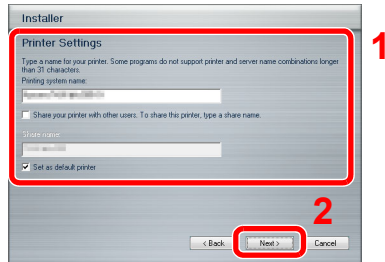 Installer
Printer Settings
1
Type a name for your printer. Some programs do not support printer and server name combinations longer
than 31 characters.
Printing system name:
Share your printer with other users. To share this printer, type a share name.
Share name:
Set as default printer
2
< Back
Next >
Cancel